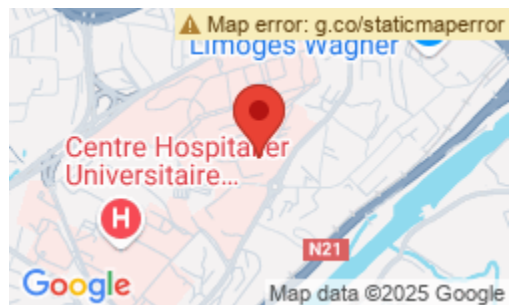 Map error: g.co/staticmaperror
Limoges Wagner
Centre Hospitalier
Universitaire...
H
N21
Google
Map data ©2025 Google